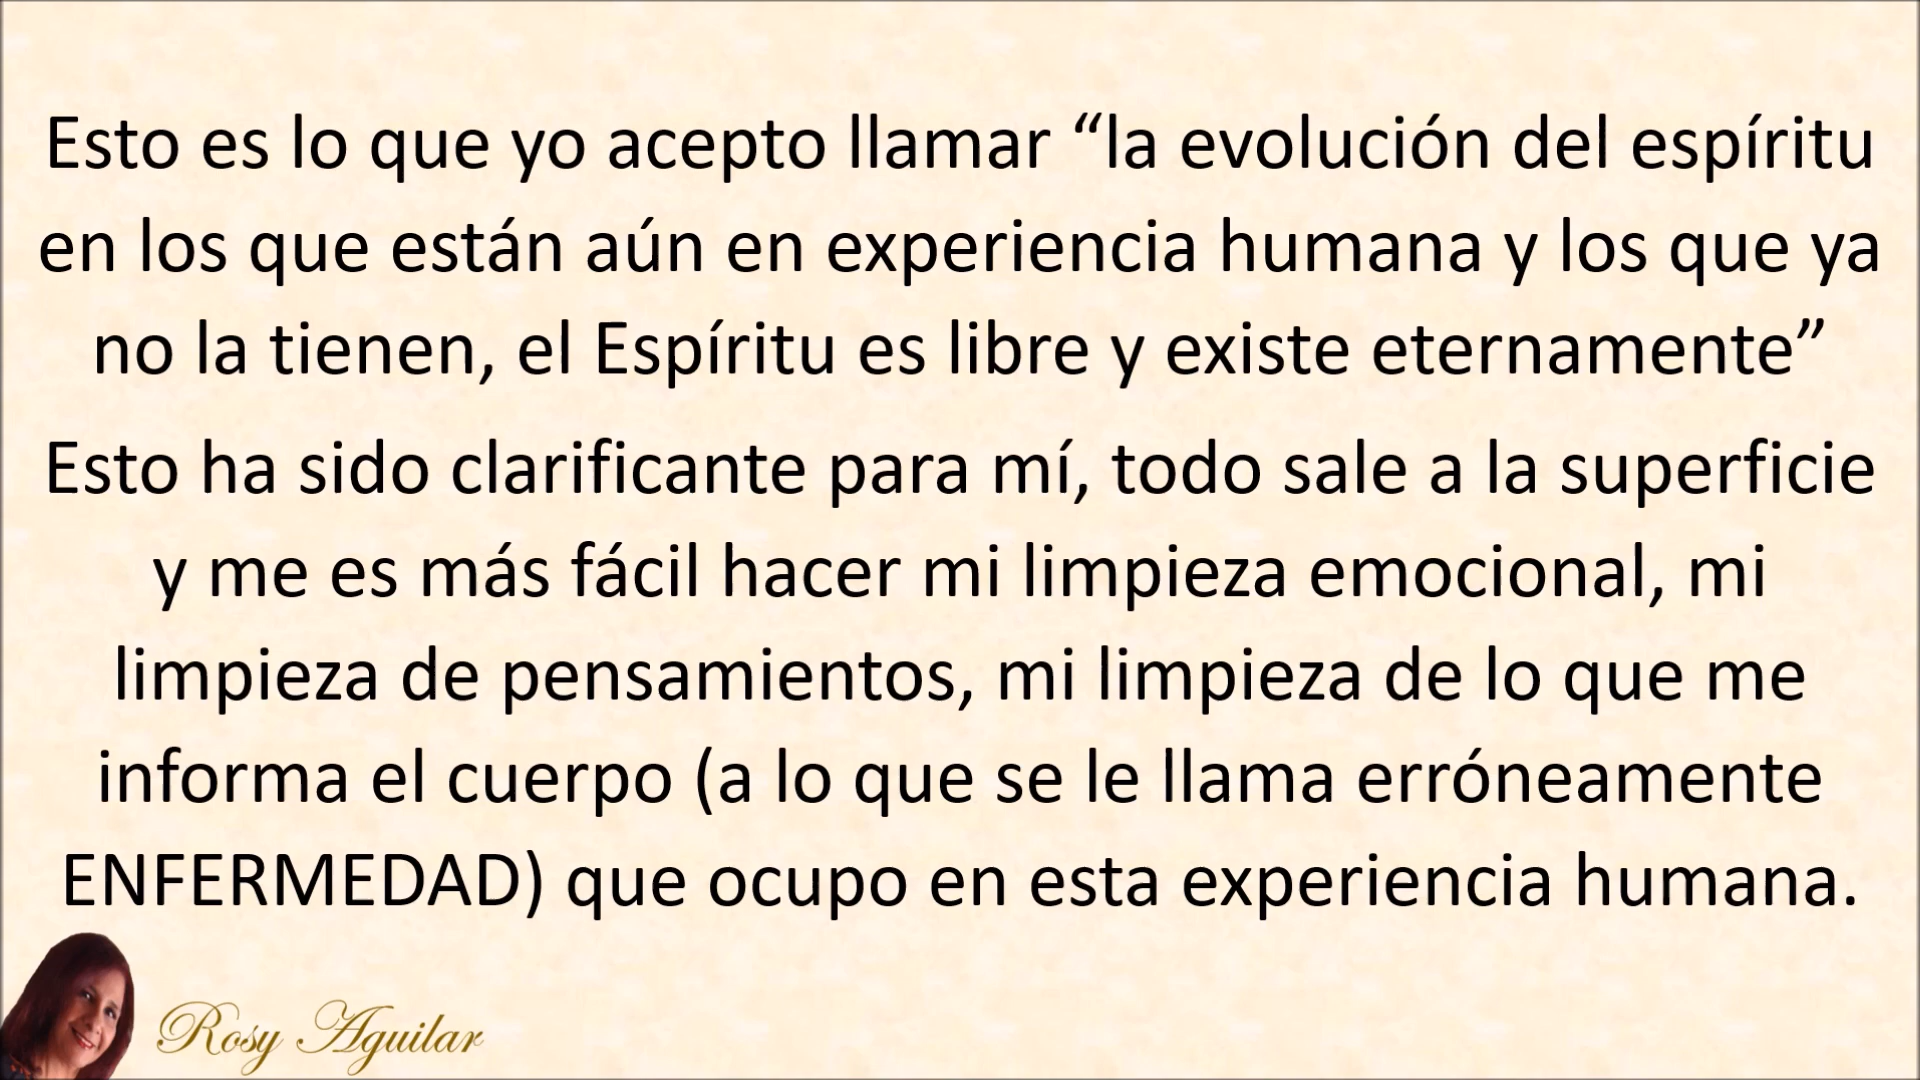 Esto es lo que yo acepto llamar “la evolución del espíritu
en los que están aún en experiencia humana y los que ya
no la tienen, el Espíritu es libre y existe eternamente”
Esto ha sido clarificante para mí, todo sale a la superficie
y me es más fácil hacer mi limpieza emocional, mi
limpieza de pensamientos, mi limpieza de lo que me
informa el cuerpo (a lo que se le llama erróneamente
ENFERMEDAD) que ocupo en esta experiencia humana.
Rosy Aguilar